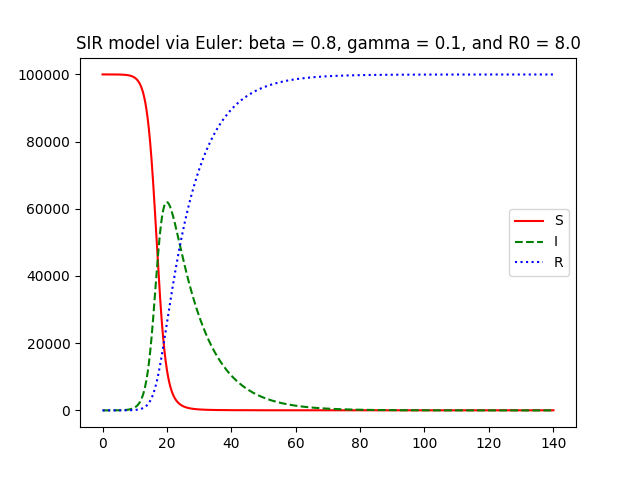 SIR model via Euler: beta = 0.8, gamma = 0.1, and R0 = 8.0
100000
80000
60000
40000
20000
0
S
I
R
0 20 40 60 80 100 120 140